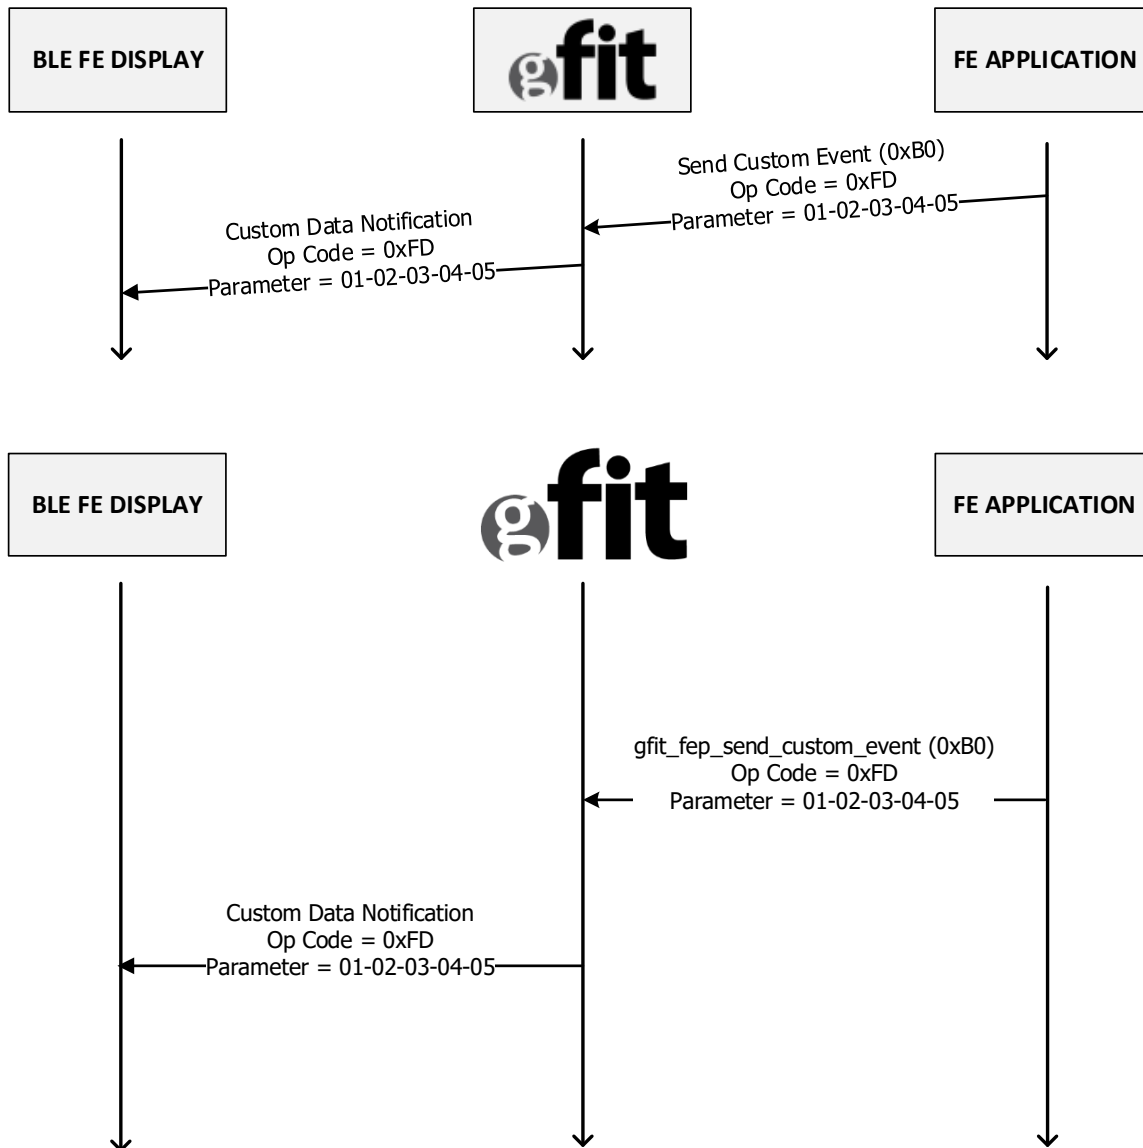 BLE FE DISPLAY
gfit
FE APPLICATION
Send Custom Event (0xB0)
Op Code = 0xFD
Parameter = 01-02-03-04-05
Custom Data Notification
Op Code = 0xFD
Parameter = 01-02-03-04-05
BLE FE DISPLAY
gfit
FE APPLICATION
gfit_fep_send_custom_event (0xB0)
Op Code = 0xFD
Parameter = 01-02-03-04-05
Custom Data Notification
Op Code = 0xFD
Parameter = 01-02-03-04-05